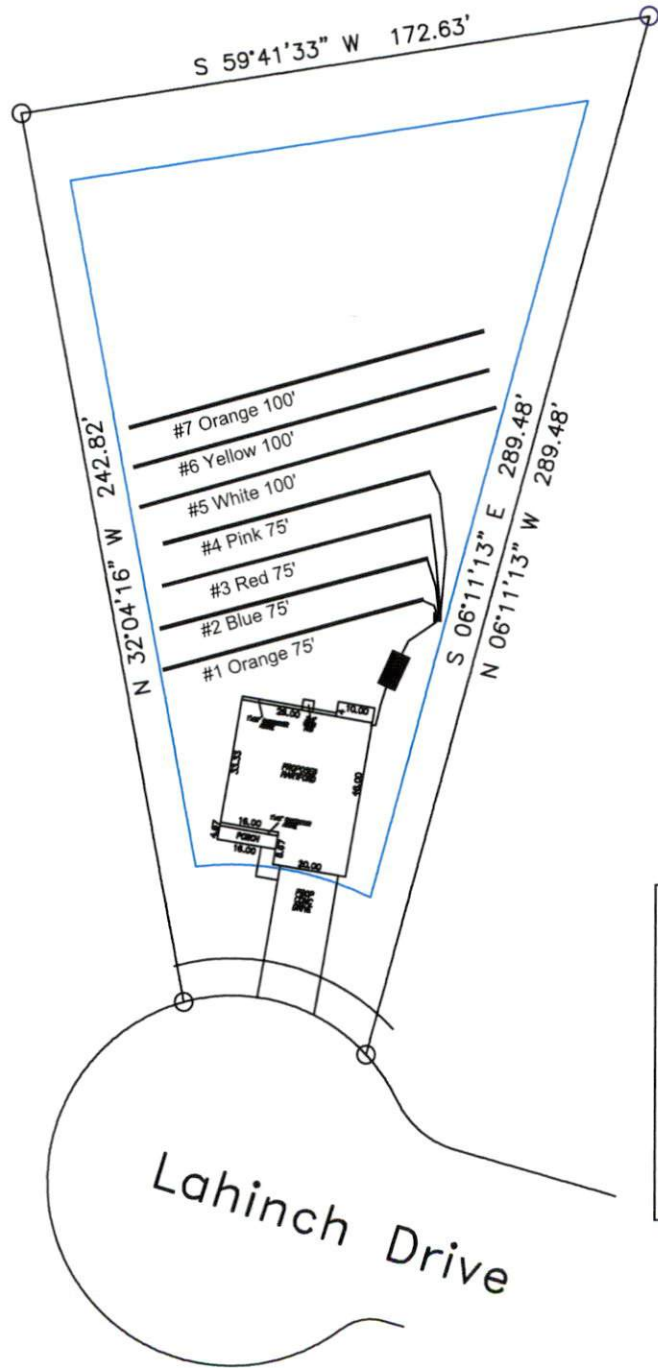 S 59°41'33" W 172.63'
N 32°04'16" W 242.82'
S 06°11'13" E 289.48'
N 06°11'13" W 289.48'
#7 Orange 100'
#6 Yellow 100'
#5 White 100'
#4 Pink 75'
#3 Red 75'
#2 Blue 75'
#1 Orange 75'
10.00
33.33
PROPOSED
HARTFORD
16.00
PORCH
16.00
20.00
Lahinch Drive